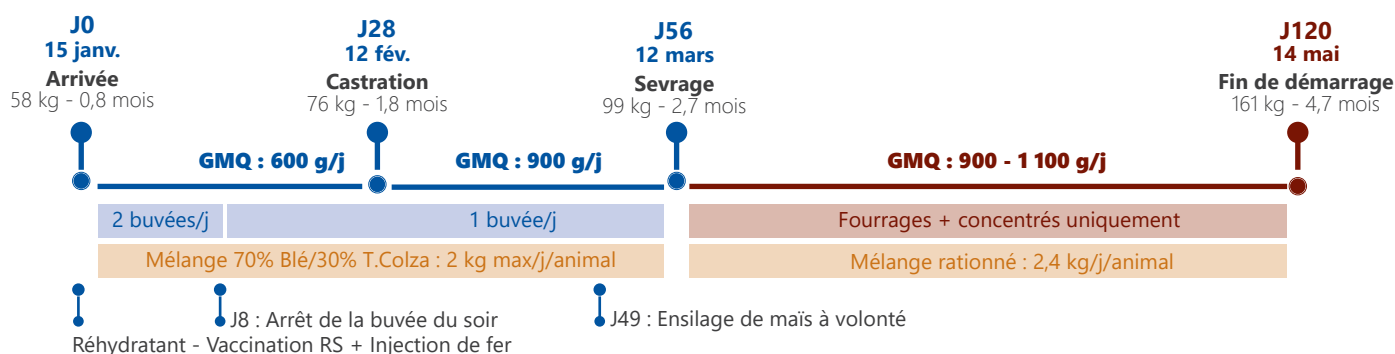 J0
15 janv.
Arrivée
58 kg - 0,8 mois
J28
12 fév.
Castration
76 kg - 1,8 mois
J56
12 mars
Sevrage
99 kg - 2,7 mois
J120
14 mai
Fin de démarrage
161 kg - 4,7 mois
GMQ : 600 g/j
GMQ : 900 g/j
GMQ : 900 - 1 100 g/j
2 buvées/j
1 buvée/j
Fourrages + concentrés uniquement
Mélange 70% Blé/30% T.Colza : 2 kg max/j/animal
Mélange rationné : 2,4 kg/j/animal
J8 : Arrêt de la buvée du soir
J49 : Ensilage de maïs à volonté
Réhydratant - Vaccination RS + Injection de fer